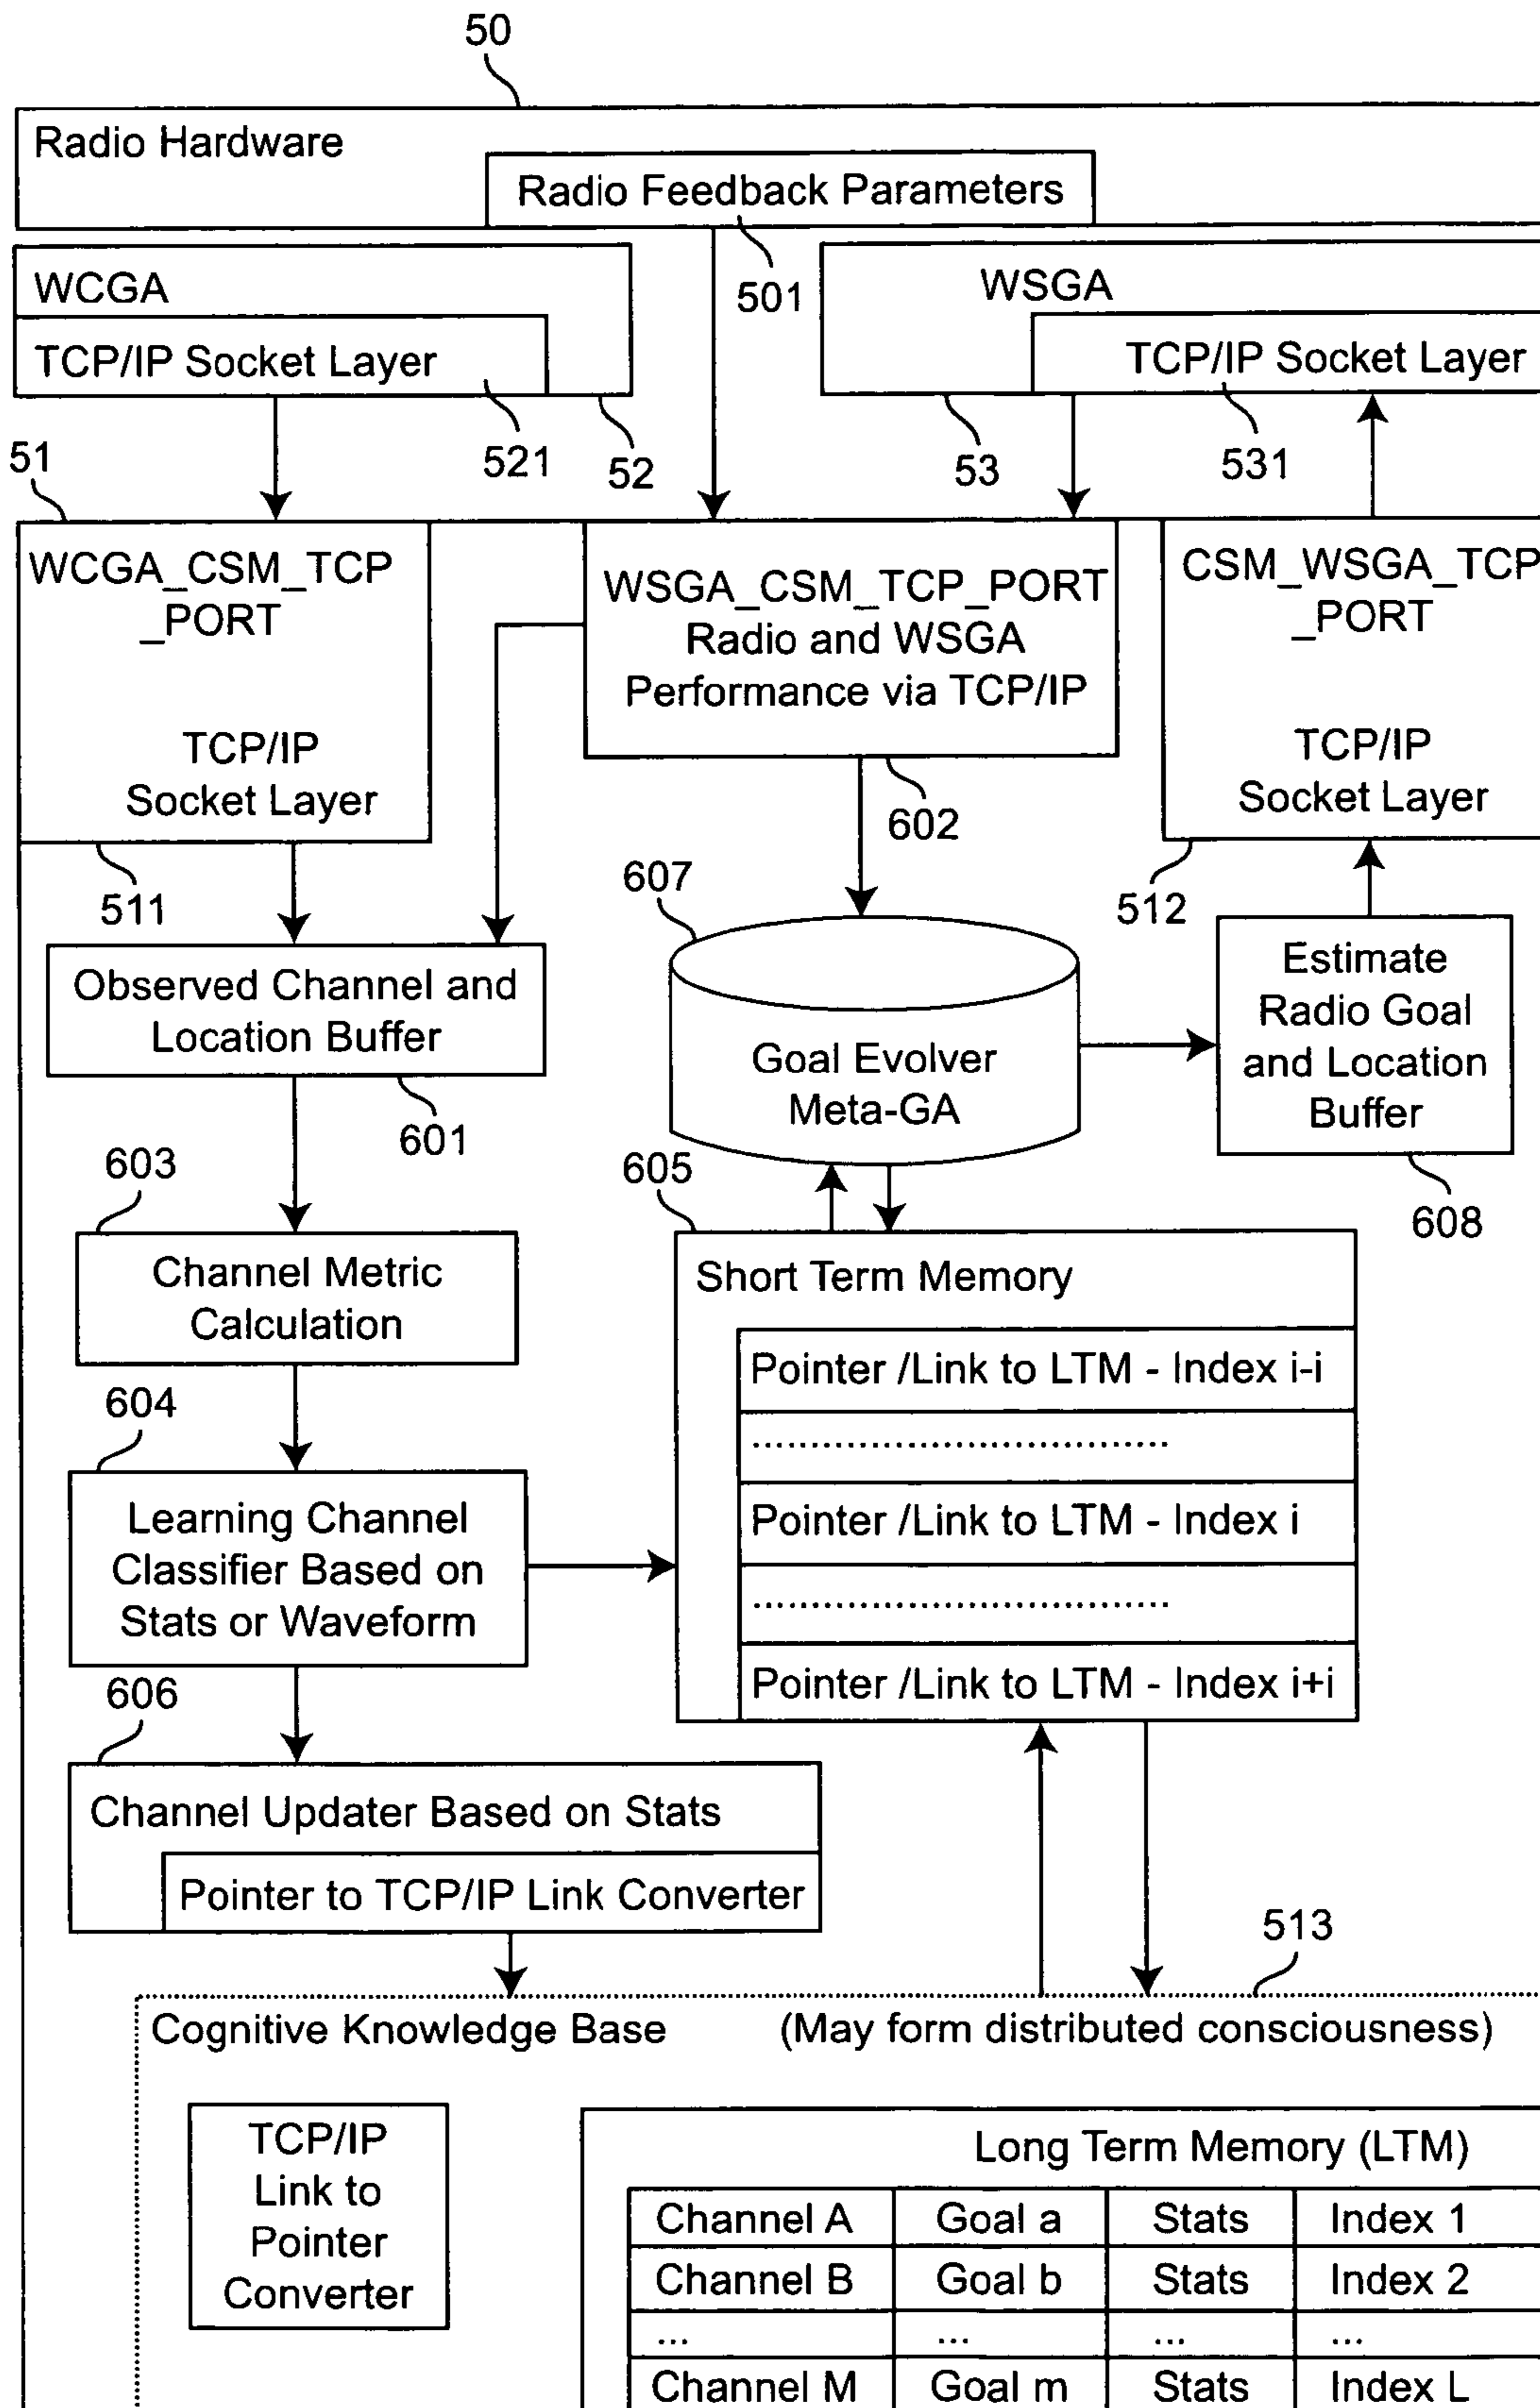 50
Radio Hardware
Radio Feedback Parameters
501
WCGA
TCP/IP Socket Layer
521
52
WSGA
TCP/IP Socket Layer
53
531
51
WCGA_CSM_TCP
_PORT
TCP/IP
Socket Layer
511
WSGA_CSM_TCP_PORT
Radio and WSGA
Performance via TCP/IP
602
CSM_WSGA_TCP
_PORT
TCP/IP
Socket Layer
512
607
Observed Channel and
Location Buffer
601
Goal Evolver
Meta-GA
Estimate
Radio Goal
and Location
Buffer
608
603
Channel Metric
Calculation
605
Short Term Memory
Pointer /Link to LTM - Index i-i
...................................
Pointer /Link to LTM - Index i
...................................
Pointer /Link to LTM - Index i+i
604
Learning Channel
Classifier Based on
Stats or Waveform
606
Channel Updater Based on Stats
Pointer to TCP/IP Link Converter
513
Cognitive Knowledge Base (May form distributed consciousness)
TCP/IP
Link to
Pointer
Converter
Long Term Memory (LTM)
Channel A Goal a Stats Index 1
Channel B Goal b Stats Index 2
... ... ... ...
Channel M Goal m Stats Index L